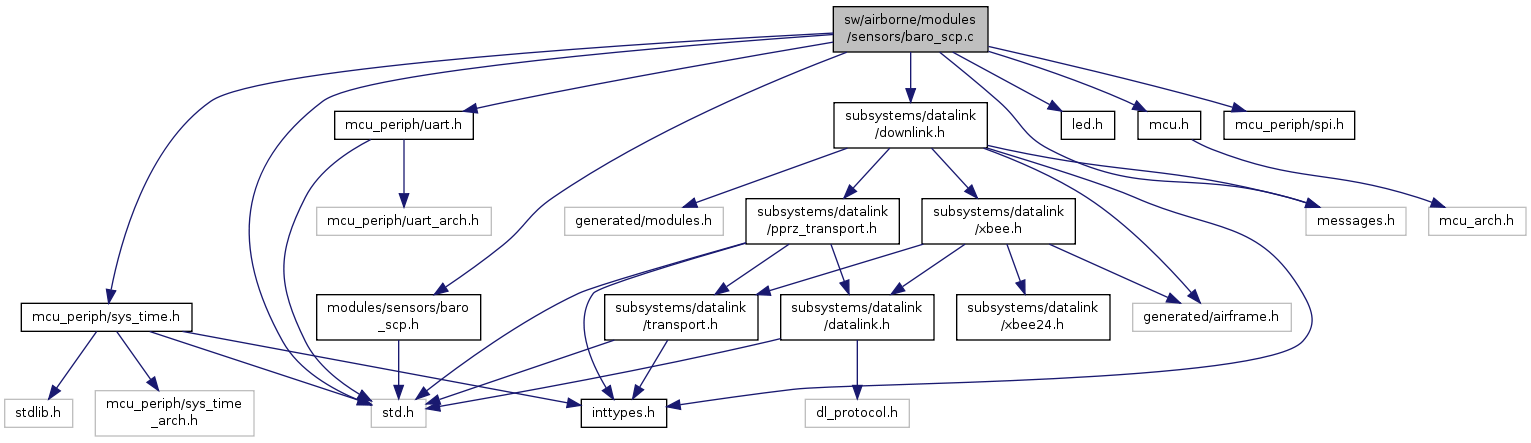 sw/airborne/modules
/sensors/baro_scp.c
mcu_periph/uart.h
subsystems/datalink
/downlink.h
led.h
mcu.h
mcu_periph/spi.h
mcu_periph/uart_arch.h
generated/modules.h
subsystems/datalink
/pprz_transport.h
subsystems/datalink
/xbee.h
messages.h
mcu_arch.h
mcu_periph/sys_time.h
modules/sensors/baro
_scp.h
subsystems/datalink
/transport.h
subsystems/datalink
/datalink.h
subsystems/datalink
/xbee24.h
generated/airframe.h
stdlib.h
mcu_periph/sys_time
_arch.h
std.h
inttypes.h
dl_protocol.h